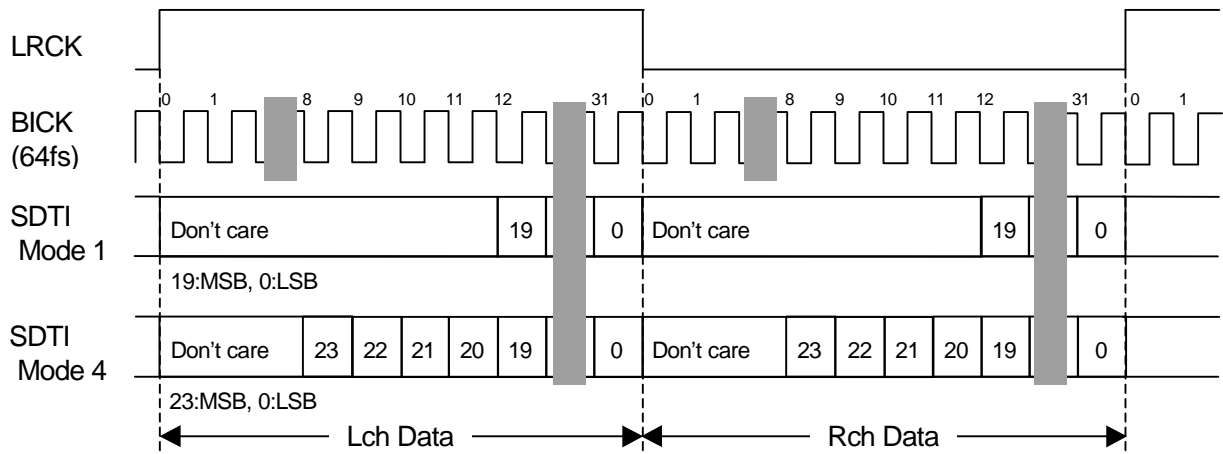 LRCK
0 1 8 9 10 11 12 31 0 1 8 9 10 11 12 31 0 1
BICK
(64fs)
SDTI
Mode 1
Don't care 19 0 Don't care 19 0
19:MSB, 0:LSB
SDTI
Mode 4
Don't care 23 22 21 20 19 0 Don't care 23 22 21 20 19 0
23:MSB, 0:LSB
Lch Data Rch Data